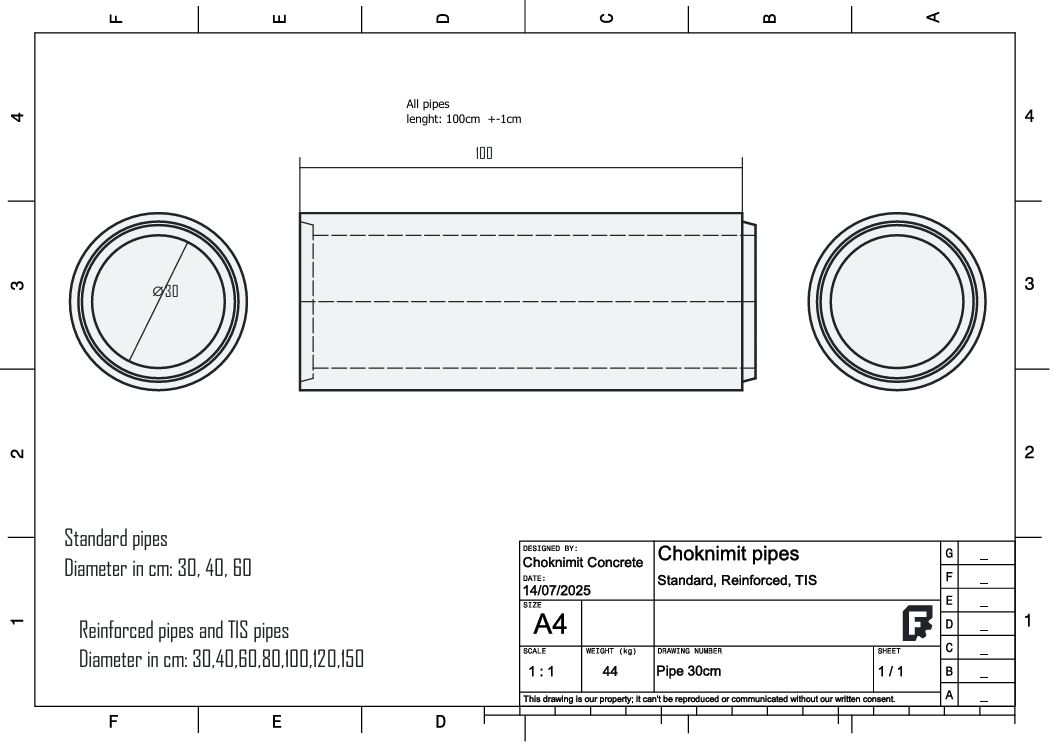 F E D C B A
4 4
All pipes
lenght: 100cm +-1cm
100
3 3
⌀30
2 2
Standard pipes
Diameter in cm: 30, 40, 60
Reinforced pipes and TIS pipes
Diameter in cm: 30,40,60,80,100,120,150
1 1
DESIGNED BY:
Choknimit Concrete
DATE:
14/07/2025
SIZE
A4
SCALE
1 : 1
WEIGHT (kg)
44
Choknimit pipes
Standard, Reinforced, TIS
DRAWING NUMBER
Pipe 30cm
SHEET
1 / 1
This drawing is our property; it can't be reproduced or communicated without our written consent.
G _
F _
E _
D _
C _
B _
A _
F E D